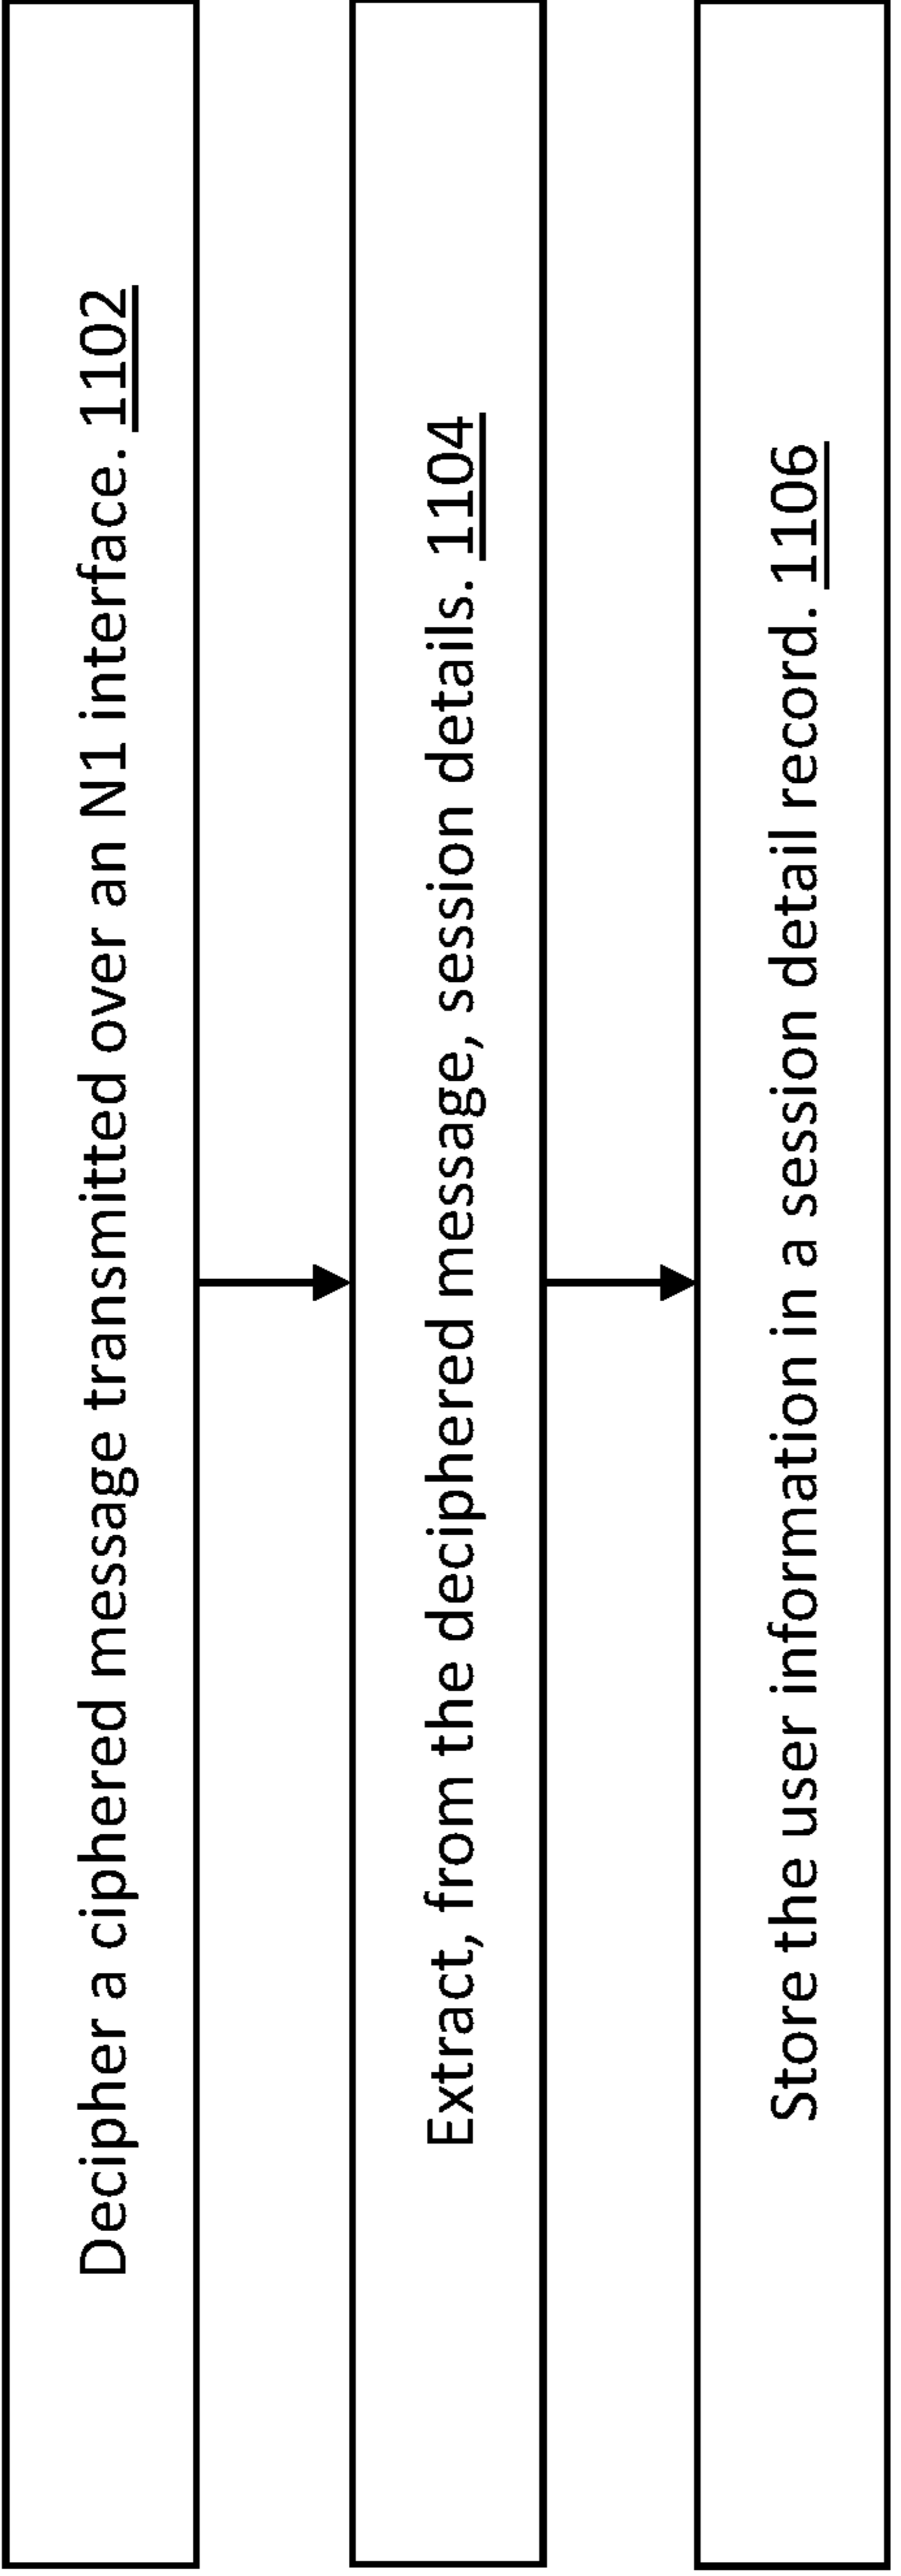 Decipher a ciphered message transmitted over an N1 interface. 1102
Extract, from the deciphered message, session details. 1104
Store the user information in a session detail record. 1106